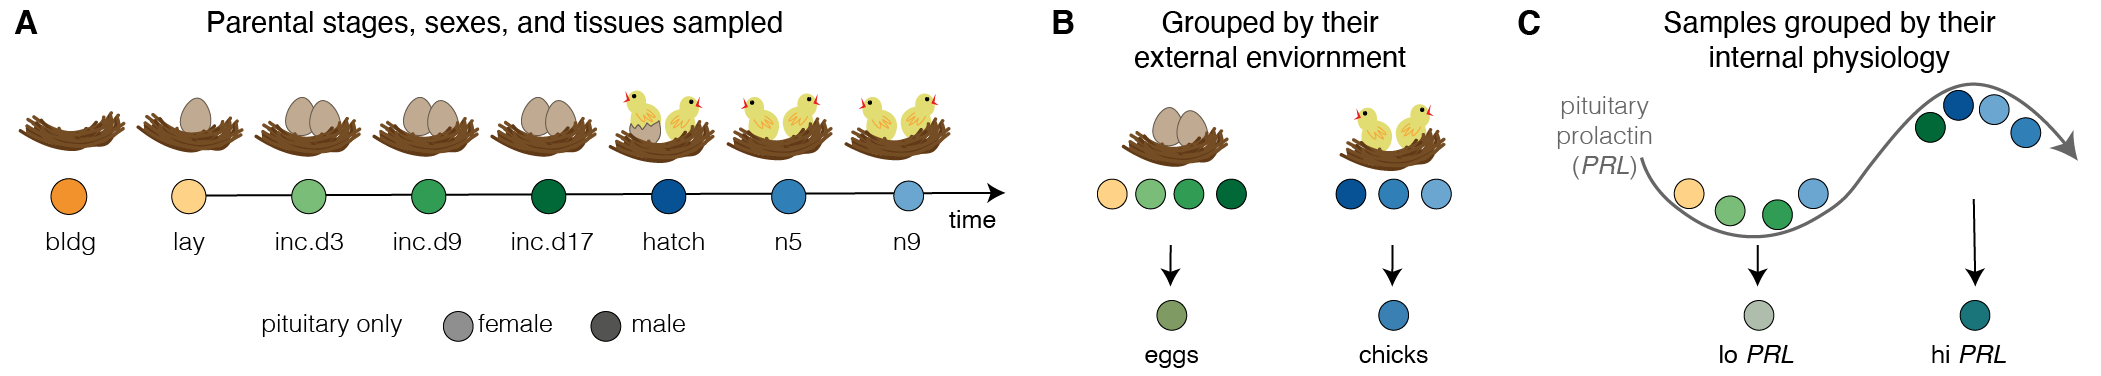 A Parental stages, sexes, and tissues sampled
bldg lay inc.d3 inc.d9 inc.d17 hatch n5 n9
time
pituitary only female male
B Grouped by their
external enviornment
eggs chicks
C Samples grouped by their
internal physiology
pituitary
prolactin
(PRL)
lo PRL hi PRL